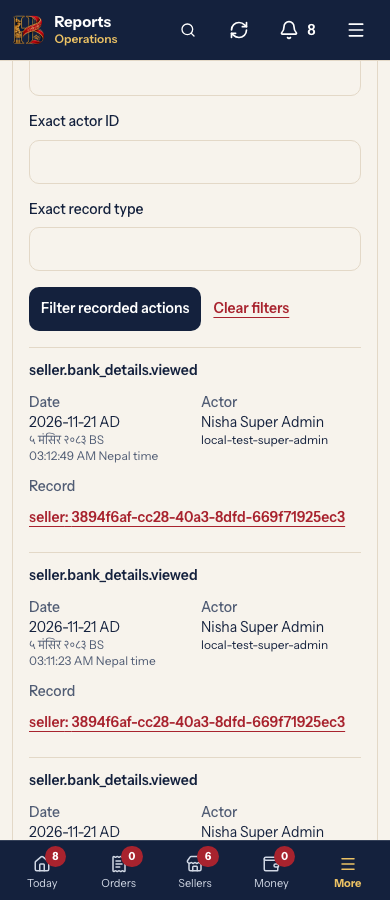 Reports
Operations
8
Exact actor ID
Exact record type
Filter recorded actions
Clear filters
seller.bank_details.viewed
Date
Actor
2026-11-21 AD
Nisha Super Admin
५ मंसिर २०८३ BS
local-test-super-admin
03:12:49 AM Nepal time
Record
seller: 3894f6af-cc28-40a3-8dfd-669f71925ec3
seller.bank_details.viewed
Date
Actor
2026-11-21 AD
Nisha Super Admin
५ मंसिर २०८३ BS
local-test-super-admin
03:11:23 AM Nepal time
Record
seller: 3894f6af-cc28-40a3-8dfd-669f71925ec3
seller.bank_details.viewed
Date
Actor
2026-11-21 AD
Nisha Super Admin
8
0
6
0
Today
Orders
Sellers
Money
More